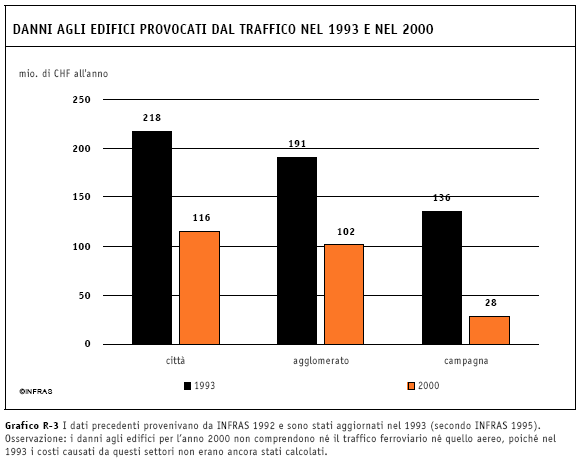 DANNI AGLI EDIFICI PROVOCATI DAL TRAFFICO NEL 1993 E NEL 2000
mio. di CHF all'anno
250
200
150
100
50
0
218
116
191
102
136
28
città
agglomerato
campagna
1993
2000
©INFRAS
Grafico R-3 I dati precedenti provenivano da INFRAS 1992 e sono stati aggiornati nel 1993 (secondo INFRAS 1995).
Osservazione: i danni agli edifici per l'anno 2000 non comprendono né il traffico ferroviario né quello aereo, poiché nel
1993 i costi causati da questi settori non erano ancora stati calcolati.